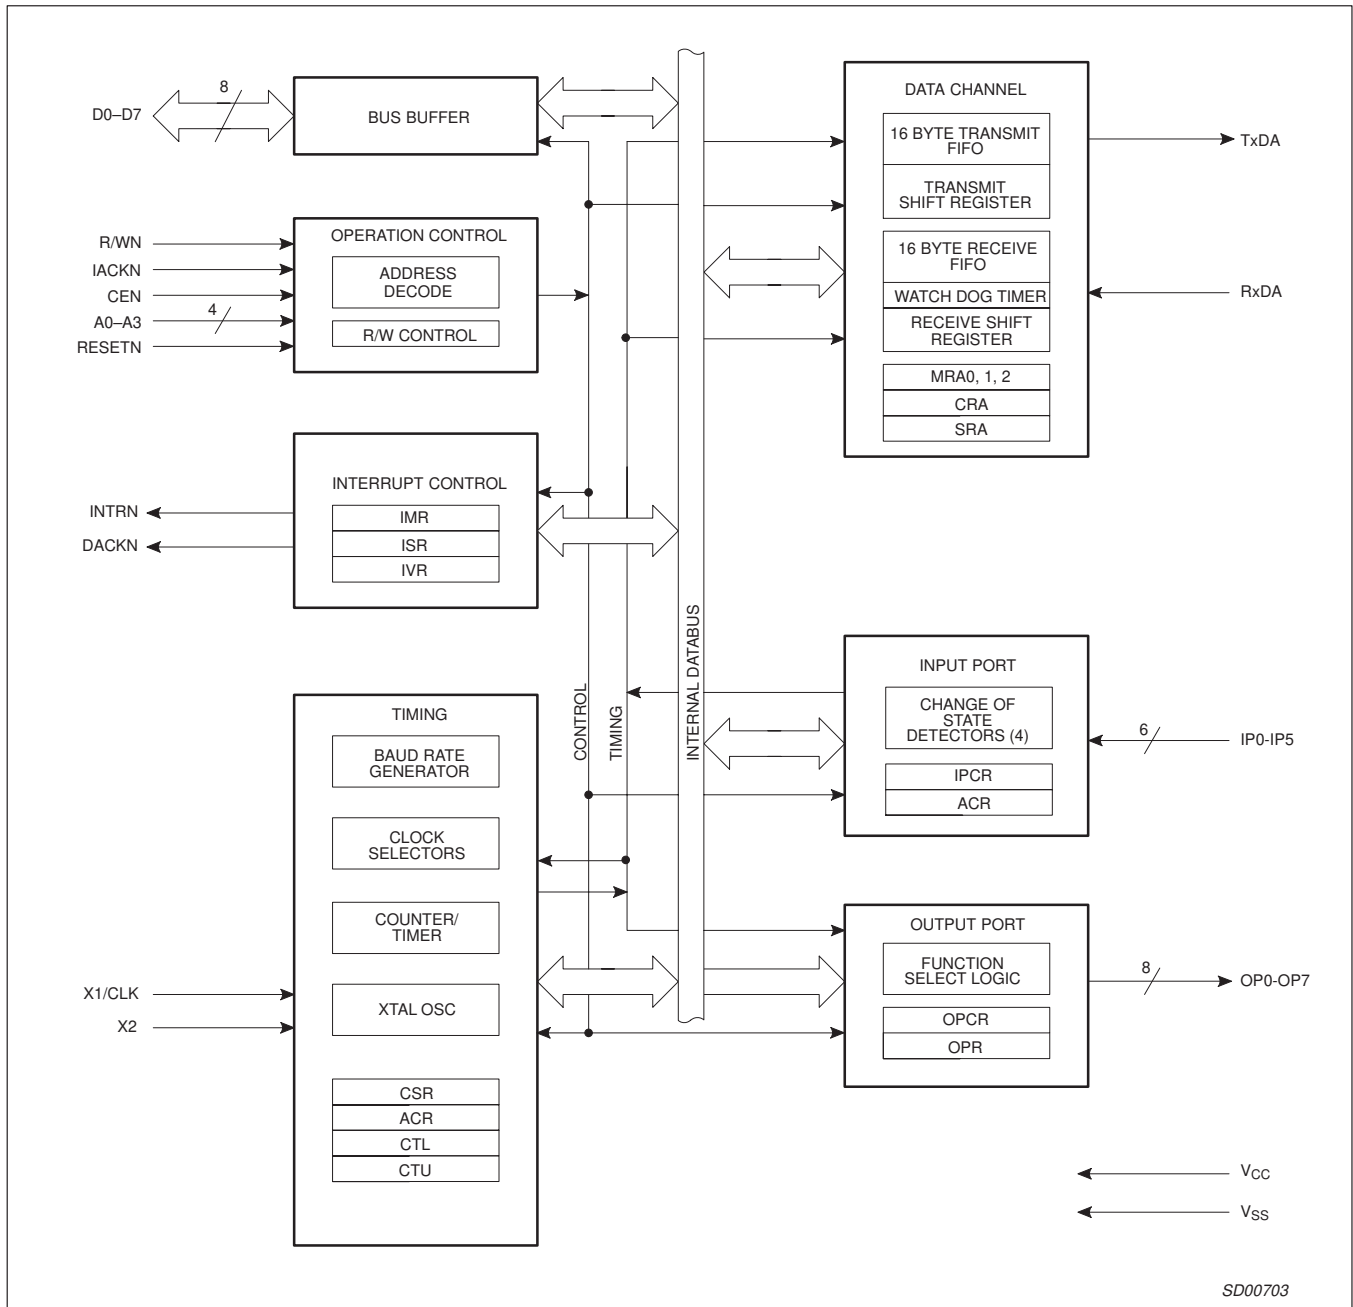 D0–D7
8
BUS BUFFER
R/WN
IACKN
CEN
A0–A3
4
RESETN
OPERATION CONTROL
ADDRESS
DECODE
R/W CONTROL
INTRN
DACKN
INTERRUPT CONTROL
IMR
ISR
IVR
TIMING
BAUD RATE
GENERATOR
CLOCK
SELECTORS
COUNTER/
TIMER
X1/CLK
X2
XTAL OSC
CSR
ACR
CTL
CTU
CONTROL
TIMING
INTERNAL DATABUS
DATA CHANNEL
16 BYTE TRANSMIT
FIFO
TRANSMIT
SHIFT REGISTER
16 BYTE RECEIVE
FIFO
WATCH DOG TIMER
RECEIVE SHIFT
REGISTER
MRA0, 1, 2
CRA
SRA
TxDA
RxDA
INPUT PORT
CHANGE OF
STATE
DETECTORS (4)
IPCR
ACR
6
IP0-IP5
OUTPUT PORT
FUNCTION
SELECT LOGIC
OPCR
OPR
8
OP0-OP7
VCC
VSS
SD00703